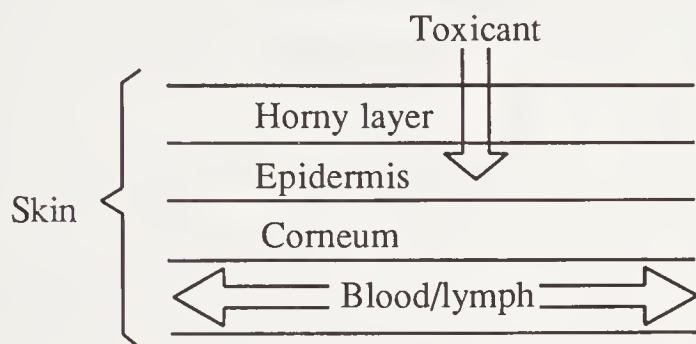 Toxicant
Horny layer
Epidermis
Skin
Corneum
Blood/lymph